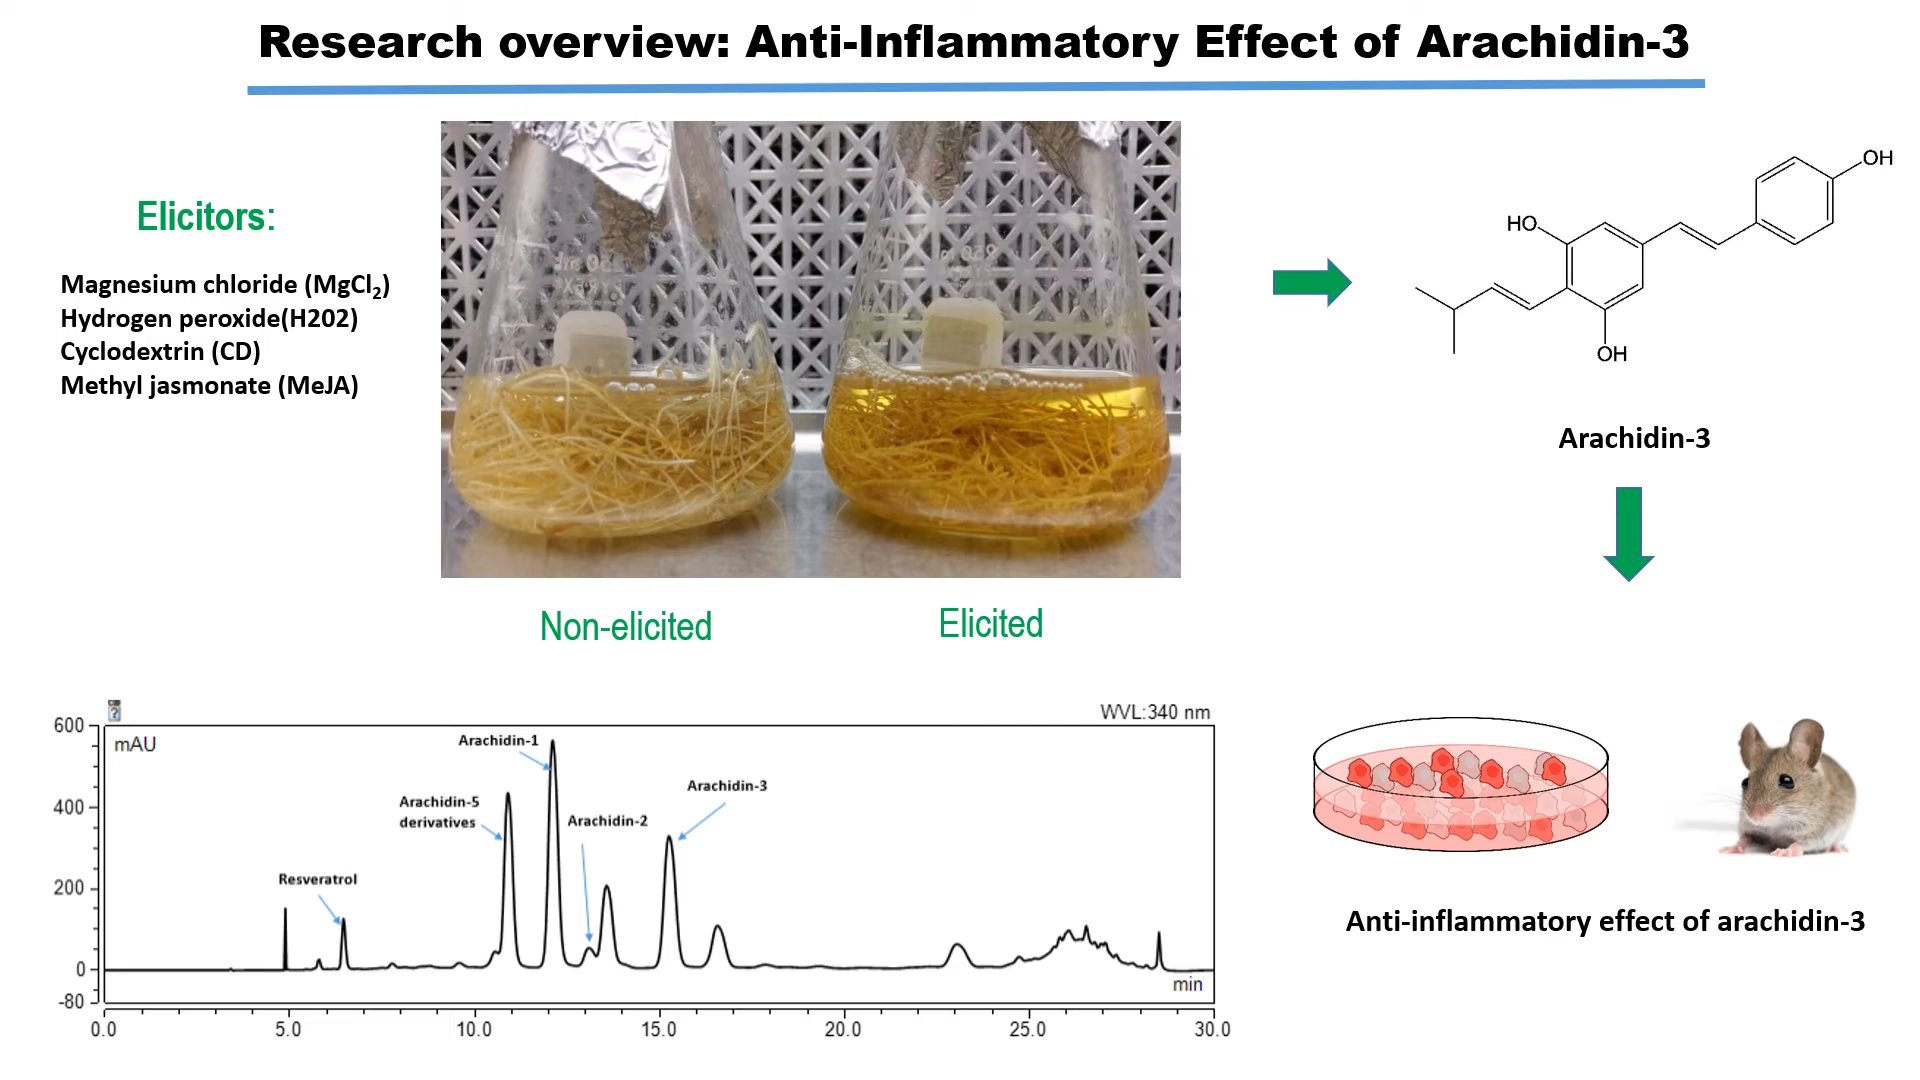 Research overview: Anti-Inflammatory Effect of Arachidin-3
Elicitors:
Magnesium chloride (MgCl₂)
Hydrogen peroxide(H202)
Cyclodextrin (CD)
Methyl jasmonate (MeJA)
Non-elicited
Elicited
HO
OH
OH
Arachidin-3
WVL:340 nm
mAU
600
400
200
0
-80
Resveratrol
Arachidin-5
derivatives
Arachidin-1
Arachidin-2
Arachidin-3
min
0.0 5.0 10.0 15.0 20.0 25.0 30.0
Anti-inflammatory effect of arachidin-3